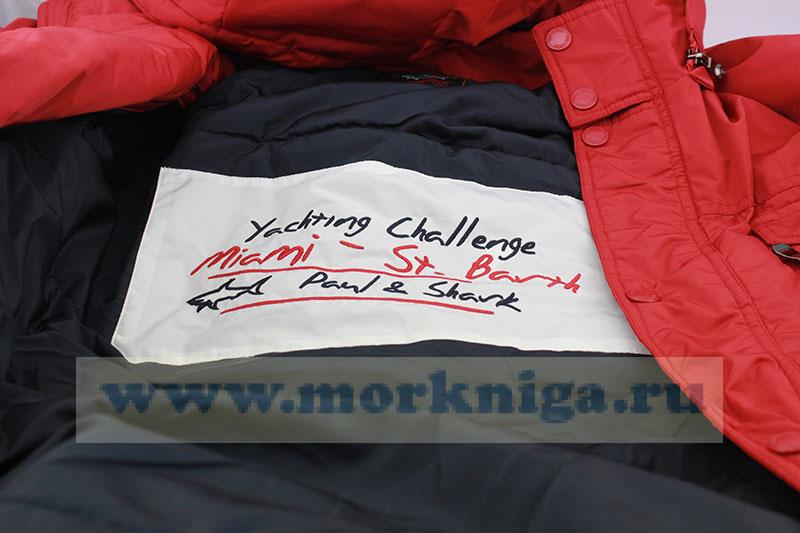 Yachting Challenge
Miami - St. Barth
Paul & Shark
www.morkniga.ru